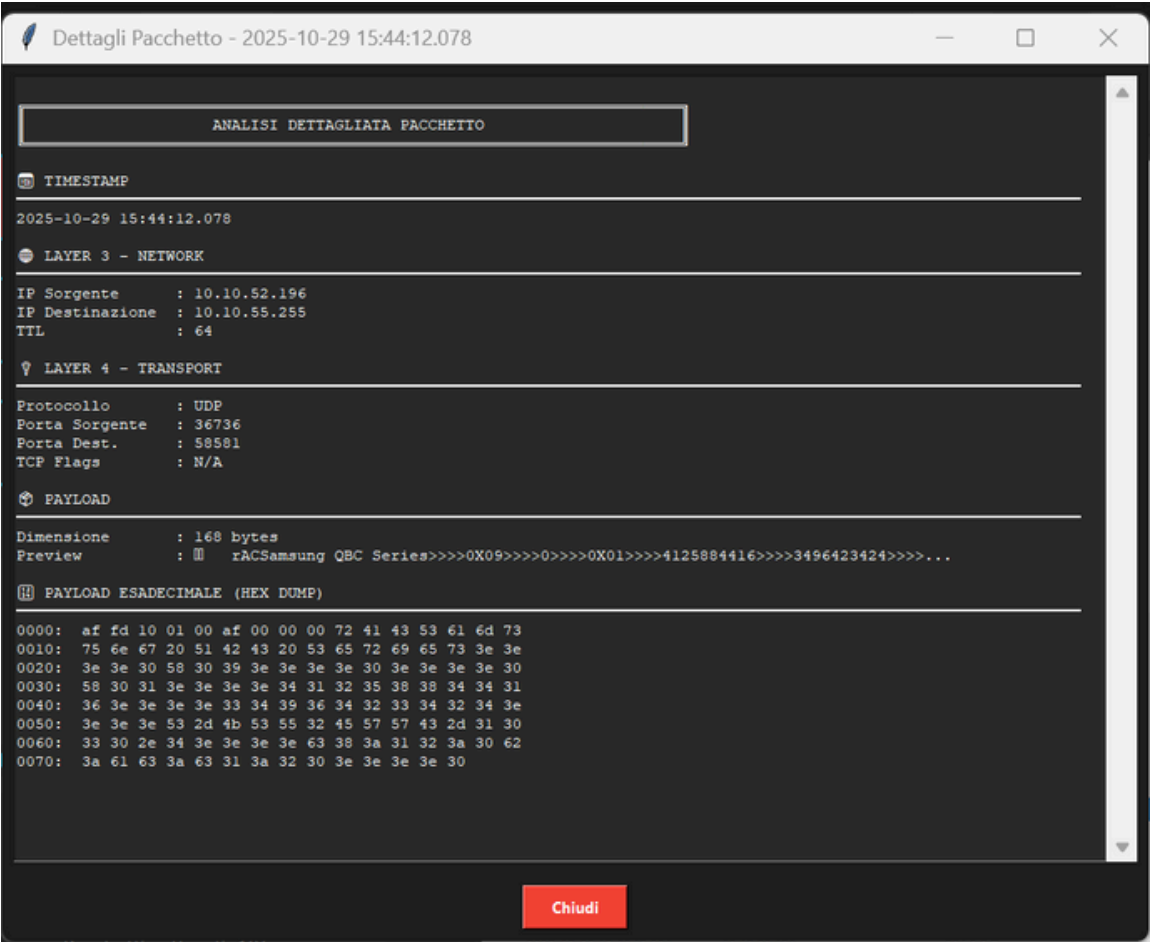 Dettagli Pacchetto - 2025-10-29 15:44:12.078
ANALISI DETTAGLIATA PACCHETTO
TIMESTAMP
2025-10-29 15:44:12.078
LAYER 3 - NETWORK
IP Sorgente : 10.10.52.196
IP Destinazione : 10.10.55.255
TTL : 64
LAYER 4 - TRANSPORT
Protocollo : UDP
Porta Sorgente : 36736
Porta Dest. : 58581
TCP Flags : N/A
PAYLOAD
Dimensione : 168 bytes
Preview : ▯▯ rACSamsung QBC Series>>>>0X09>>>>0>>>>0X01>>>>4125884416>>>>3496423424>>>>...
PAYLOAD ESADECIMALE (HEX DUMP)
0000: af fd 10 01 00 af 00 00 00 72 41 43 53 61 6d 73
0010: 75 6e 67 20 51 42 43 20 53 65 72 69 65 73 3e 3e
0020: 3e 3e 30 58 30 39 3e 3e 3e 3e 30 3e 3e 3e 3e 30
0030: 58 30 31 3e 3e 3e 3e 34 31 32 35 38 38 34 34 31
0040: 36 3e 3e 3e 3e 33 34 39 36 34 32 33 34 32 34 3e
0050: 3e 3e 3e 53 2d 4b 53 55 32 45 57 57 43 2d 31 30
0060: 33 30 2e 34 3e 3e 3e 3e 63 38 3a 31 32 3a 30 62
0070: 3a 61 63 3a 63 31 3a 32 30 3e 3e 3e 3e 30
Chiudi